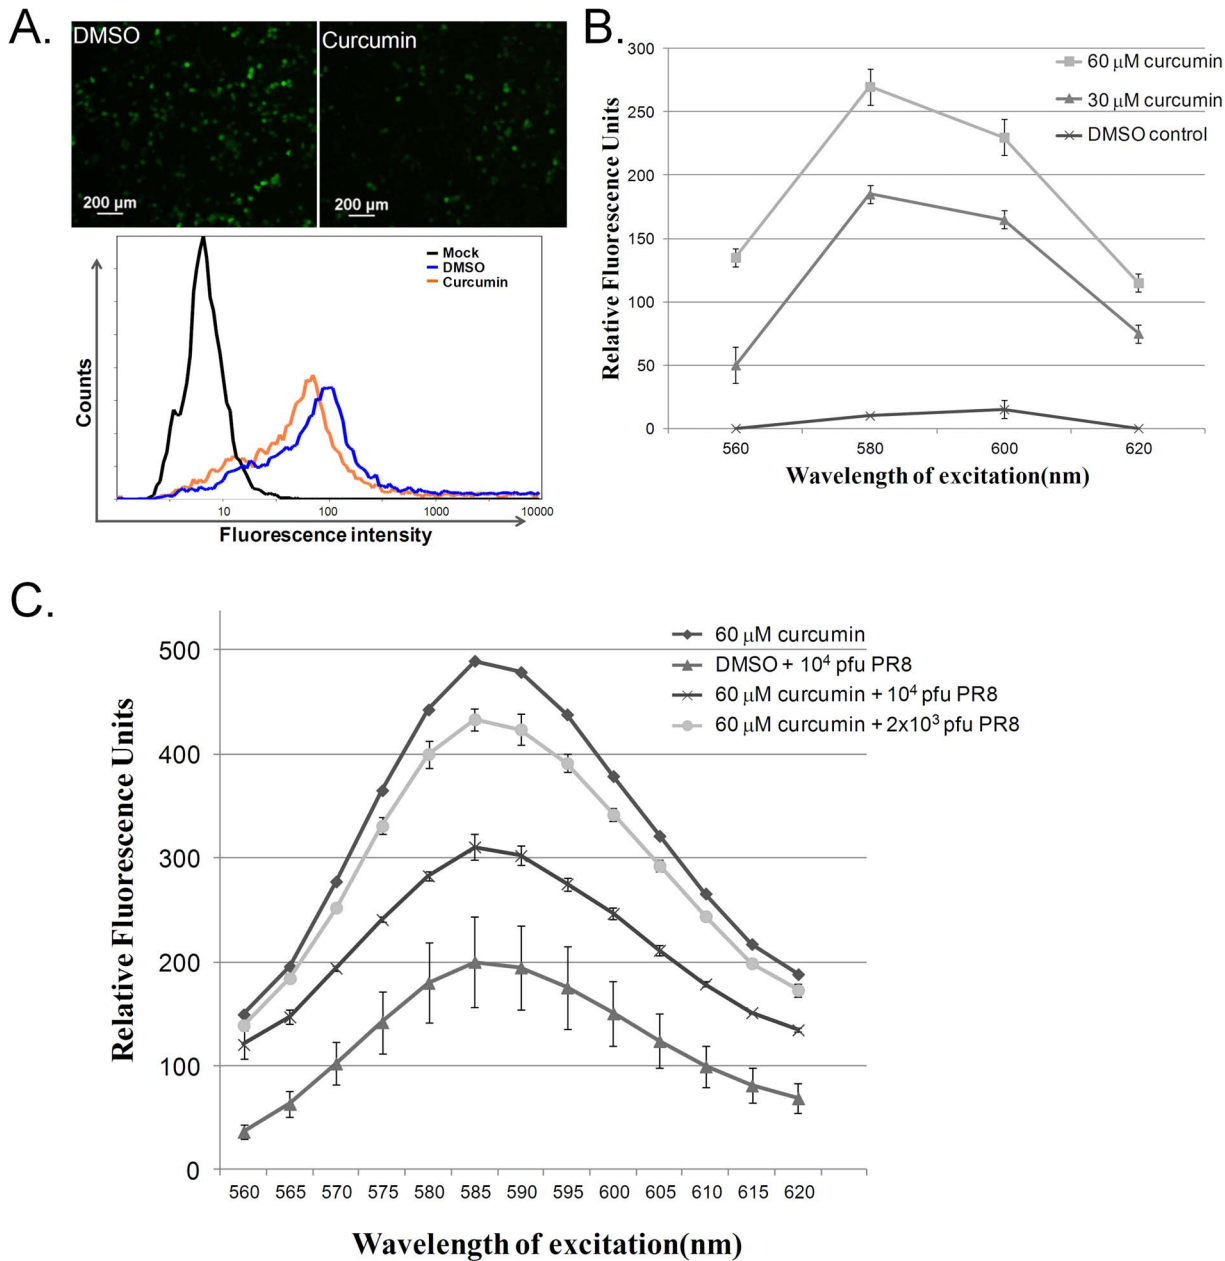 A.
DMSO
Curcumin
200 µm
200 µm
Mock
DMSO
Curcumin
Counts
10
100
1000
10000
Fluorescence intensity
B.
300
250
200
150
100
50
0
Relative Fluorescence Units
60 µM curcumin
30 µM curcumin
DMSO control
560
580
600
620
Wavelength of excitation(nm)
C.
500
400
300
200
100
0
Relative Fluorescence Units
60 µM curcumin
DMSO + 10⁴ pfu PR8
60 µM curcumin + 10⁴ pfu PR8
60 µM curcumin + 2x10³ pfu PR8
560 565 570 575 580 585 590 595 600 605 610 615 620
Wavelength of excitation(nm)